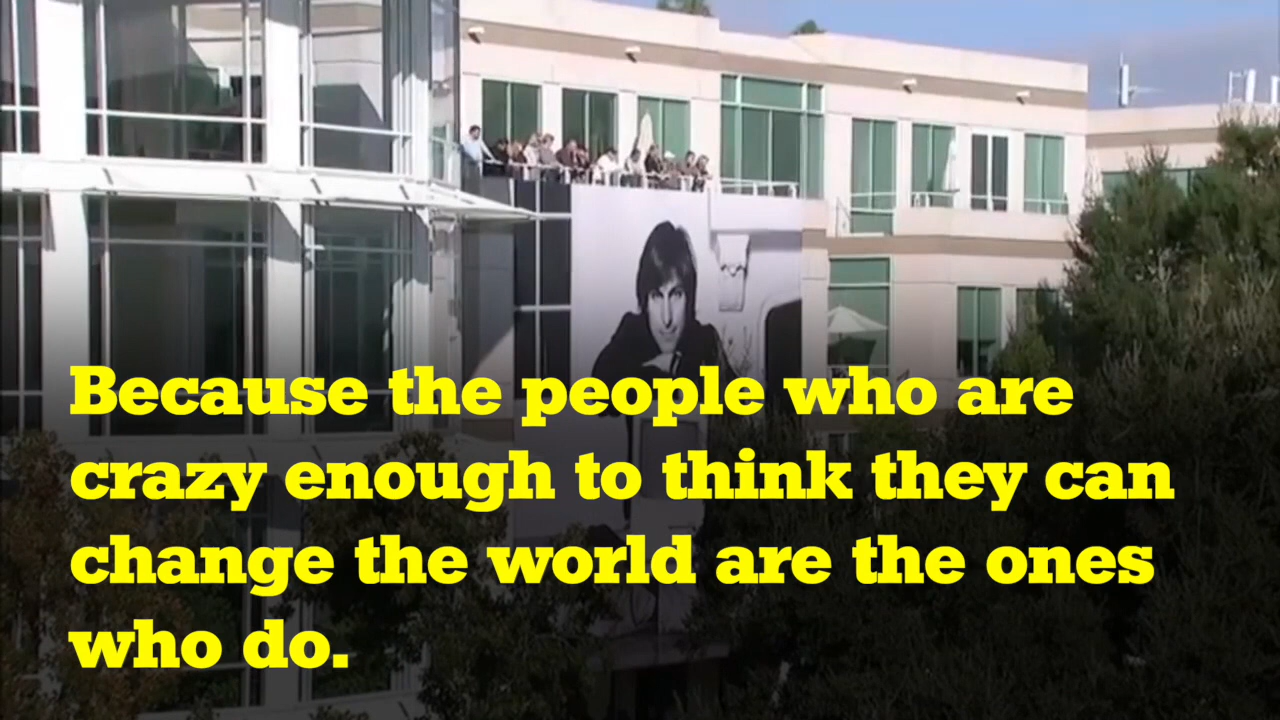 Because the people who are
crazy enough to think they can
change the world are the ones
who do.